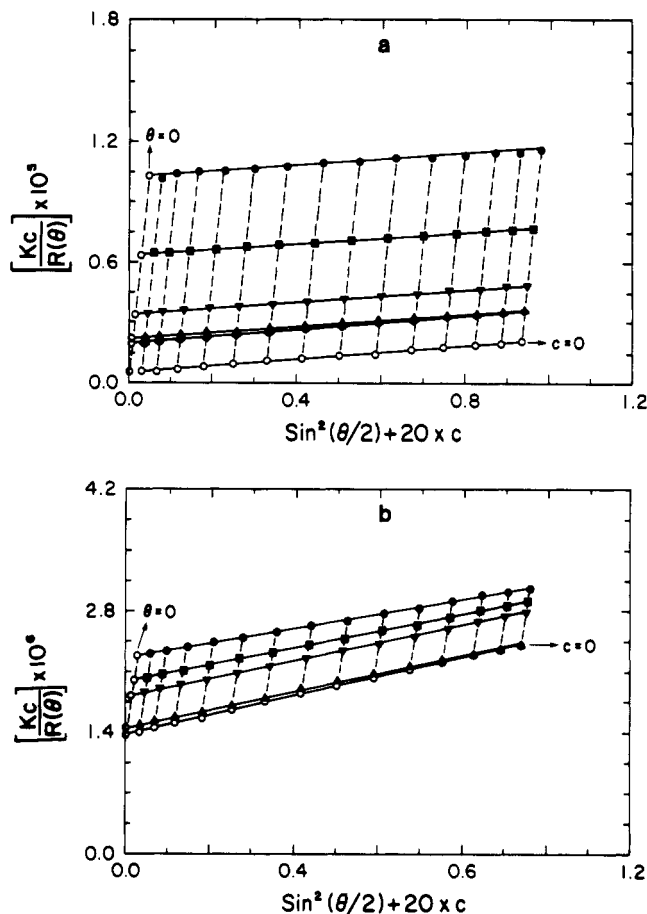 a
1.8
1.2
0.6
0.0
[Kc/R(θ)] × 10⁵
θ = 0
c = 0
0.0 0.4 0.8 1.2
Sin²(θ/2) + 20 × c
b
4.2
2.8
1.4
0.0
[Kc/R(θ)] × 10⁶
θ = 0
c = 0
0.0 0.4 0.6 1.2
Sin²(θ/2) + 20 × c